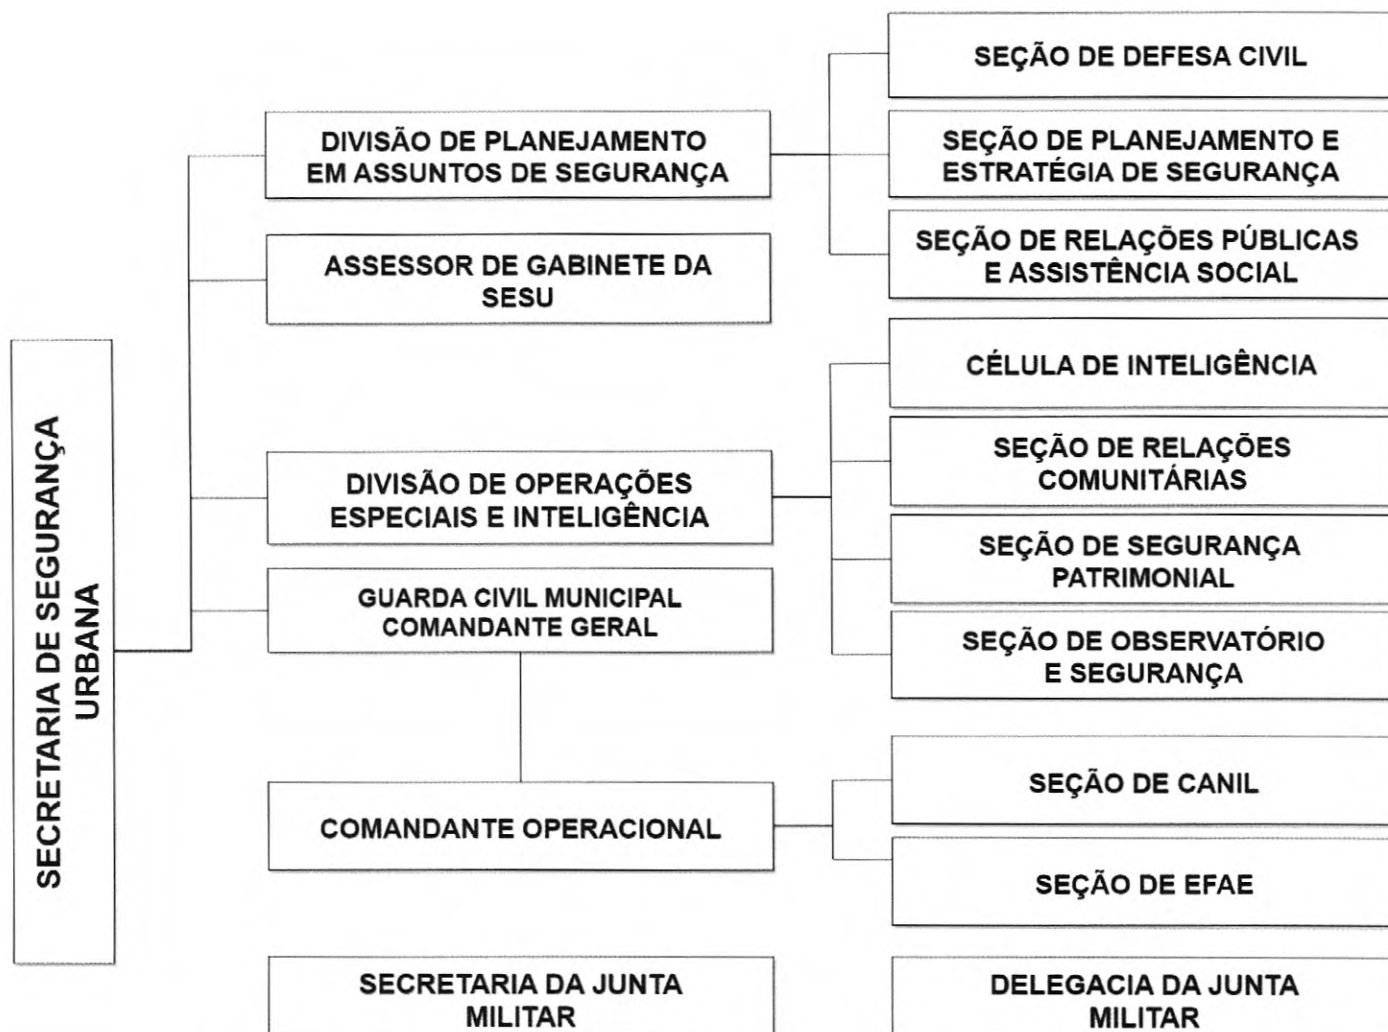 SECRETARIA DE SEGURANÇA
URBANA
DIVISÃO DE PLANEJAMENTO
EM ASSUNTOS DE SEGURANÇA
ASSESSOR DE GABINETE DA
SESU
DIVISÃO DE OPERAÇÕES
ESPECIAIS E INTELIGÊNCIA
GUARDA CIVIL MUNICIPAL
COMANDANTE GERAL
COMANDANTE OPERACIONAL
SECRETARIA DA JUNTA
MILITAR
SEÇÃO DE DEFESA CIVIL
SEÇÃO DE PLANEJAMENTO E
ESTRATÉGIA DE SEGURANÇA
SEÇÃO DE RELAÇÕES PÚBLICAS
E ASSISTÊNCIA SOCIAL
CÉLULA DE INTELIGÊNCIA
SEÇÃO DE RELAÇÕES
COMUNITÁRIAS
SEÇÃO DE SEGURANÇA
PATRIMONIAL
SEÇÃO DE OBSERVATÓRIO
E SEGURANÇA
SEÇÃO DE CANIL
SEÇÃO DE EFAE
DELEGACIA DA JUNTA
MILITAR